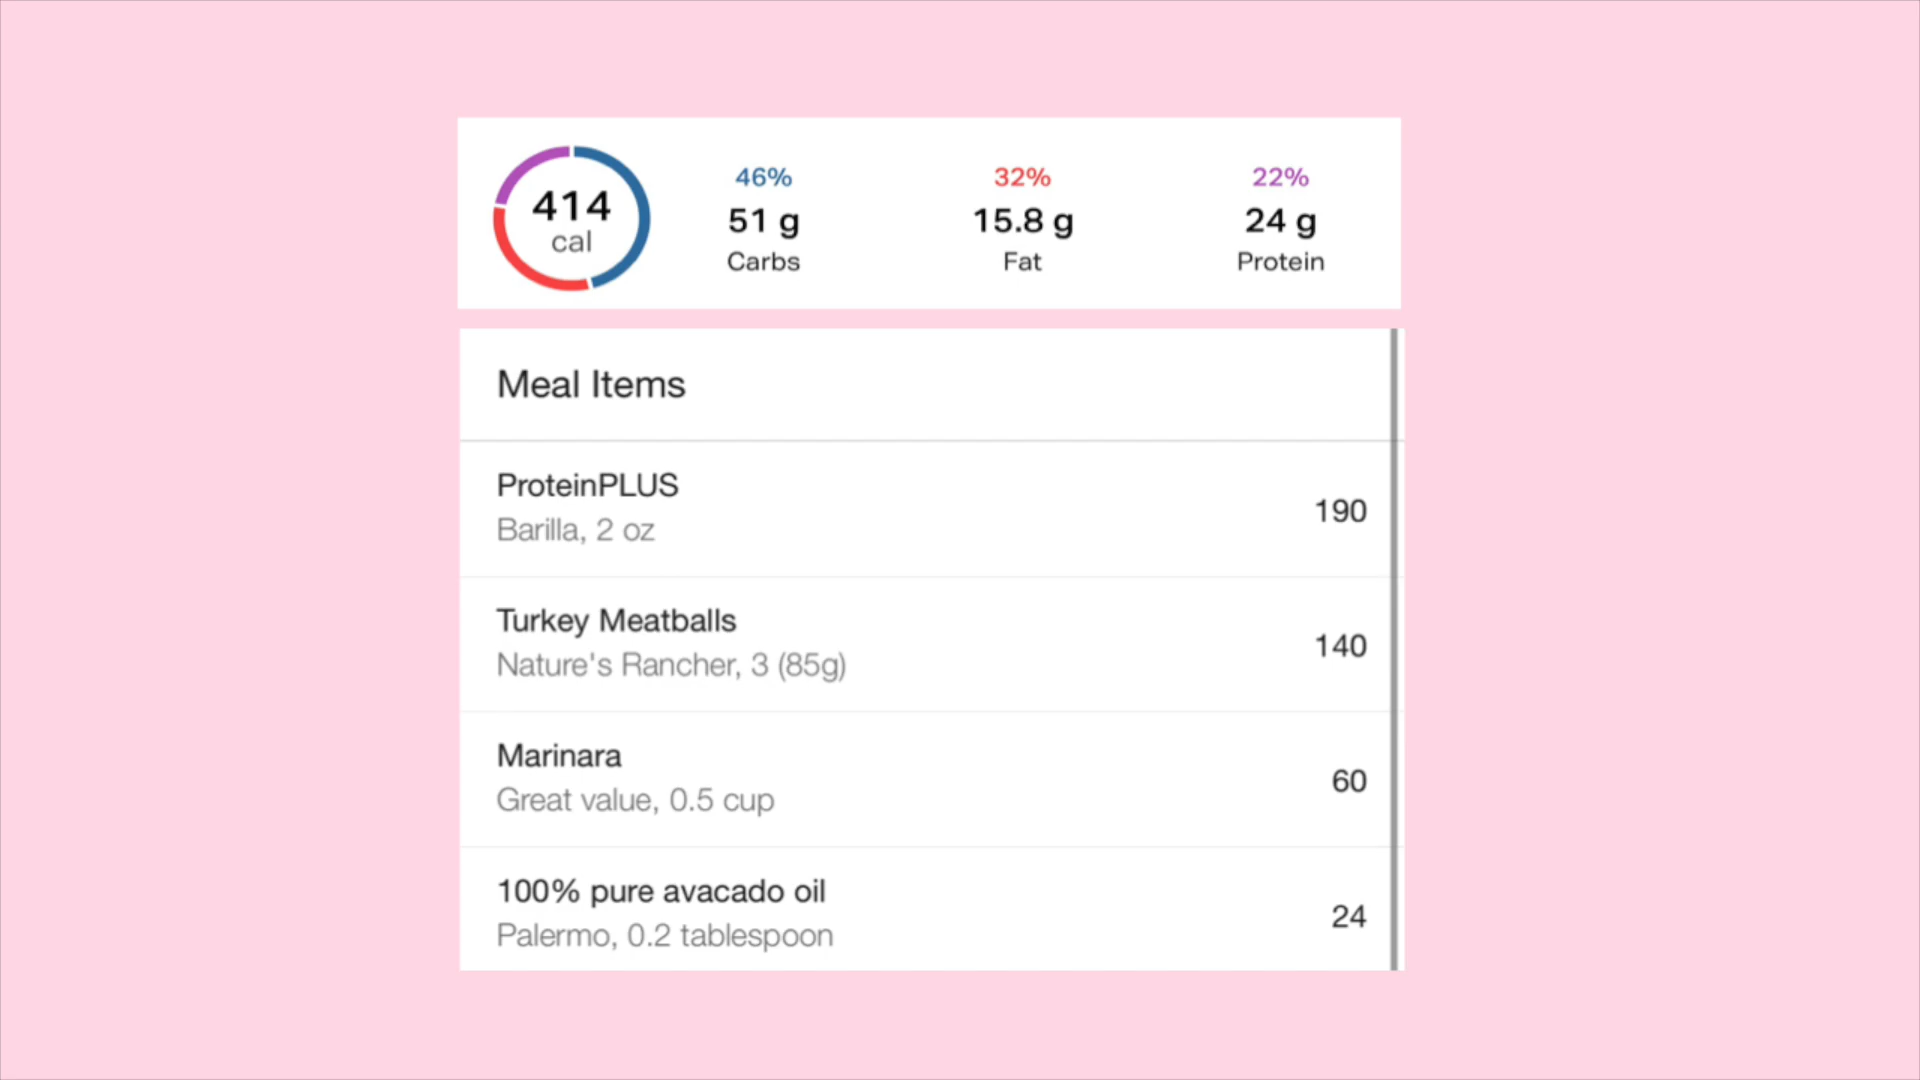 414
cal
46%
51 g
Carbs
32%
15.8 g
Fat
22%
24 g
Protein
Meal Items
ProteinPLUS
Barilla, 2 oz
190
Turkey Meatballs
Nature's Rancher, 3 (85g)
140
Marinara
Great value, 0.5 cup
60
100% pure avacado oil
Palermo, 0.2 tablespoon
24